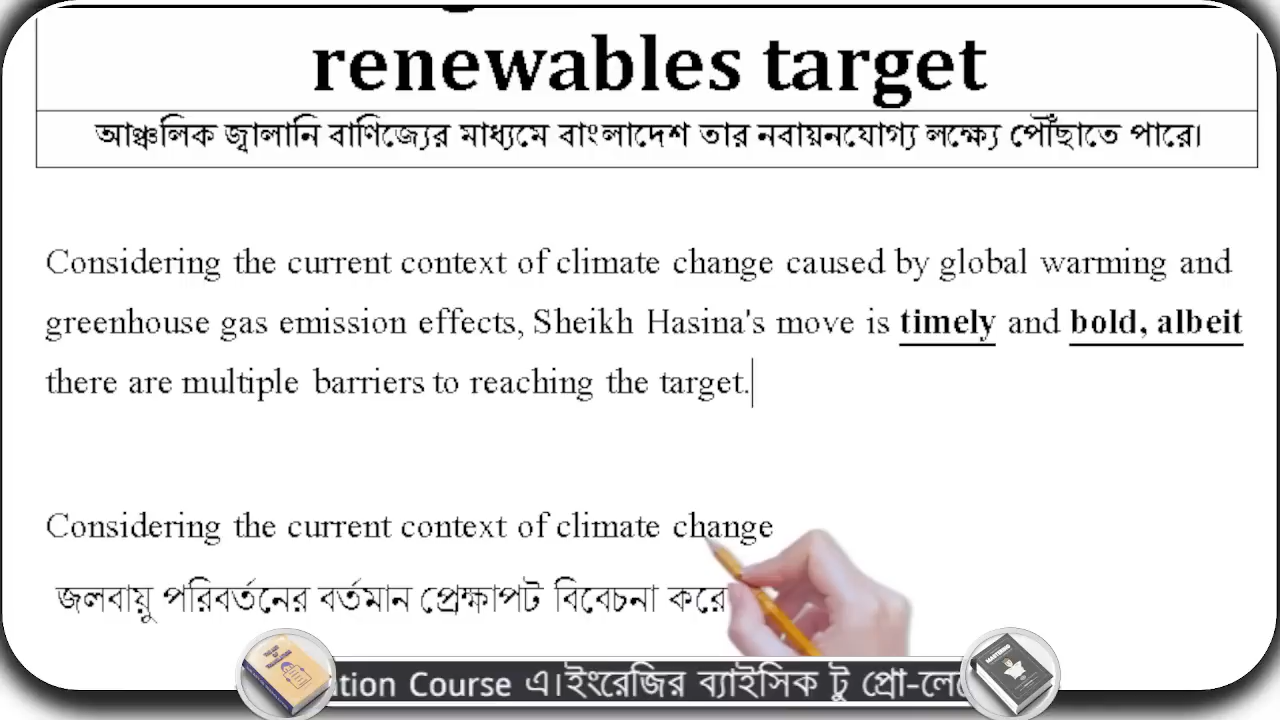 renewables target
আঞ্চলিক জ্বালানি বাণিজ্যের মাধ্যমে বাংলাদেশ তার নবায়নযোগ্য লক্ষ্যে পৌঁছাতে পারে।
Considering the current context of climate change caused by global warming and
greenhouse gas emission effects, Sheikh Hasina's move is timely and bold, albeit
there are multiple barriers to reaching the target.
Considering the current context of climate change
জলবায়ু পরিবর্তনের বর্তমান প্রেক্ষাপট বিবেচনা করে
Course এ।ইংরেজির ব্যাইসিক টু